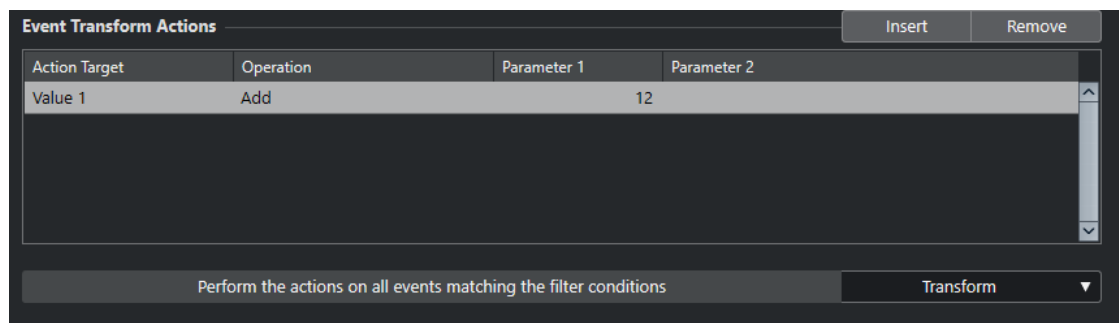 Event Transform Actions Insert Remove
Action Target Operation Parameter 1 Parameter 2
Value 1 Add 12
Perform the actions on all events matching the filter conditions Transform